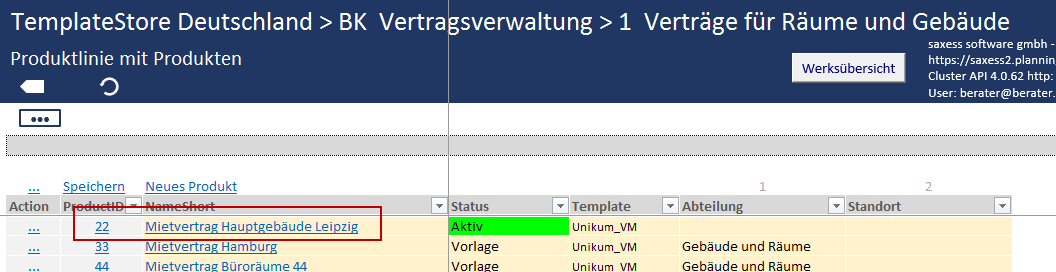 TemplateStore Deutschland > BK Vertragsverwaltung > 1 Verträge für Räume und Gebäude
saxess software gmbh -
Produktlinie mit Produkten
https://saxess2.planning
Werksübersicht
Cluster API 4.0.62 http:
User: berater@berater.
•••
... Speichern Neues Produkt 1 2
Action ProductID NameShort Status Template Abteilung Standort
... 22 Mietvertrag Hauptgebäude Leipzig Aktiv Unikum_VM
... 33 Mietvertrag Hamburg Vorlage Unikum_VM Gebäude und Räume
... 44 Mietvertrag Büroräume 44 Vorlage Unikum_VM Gebäude und Räume